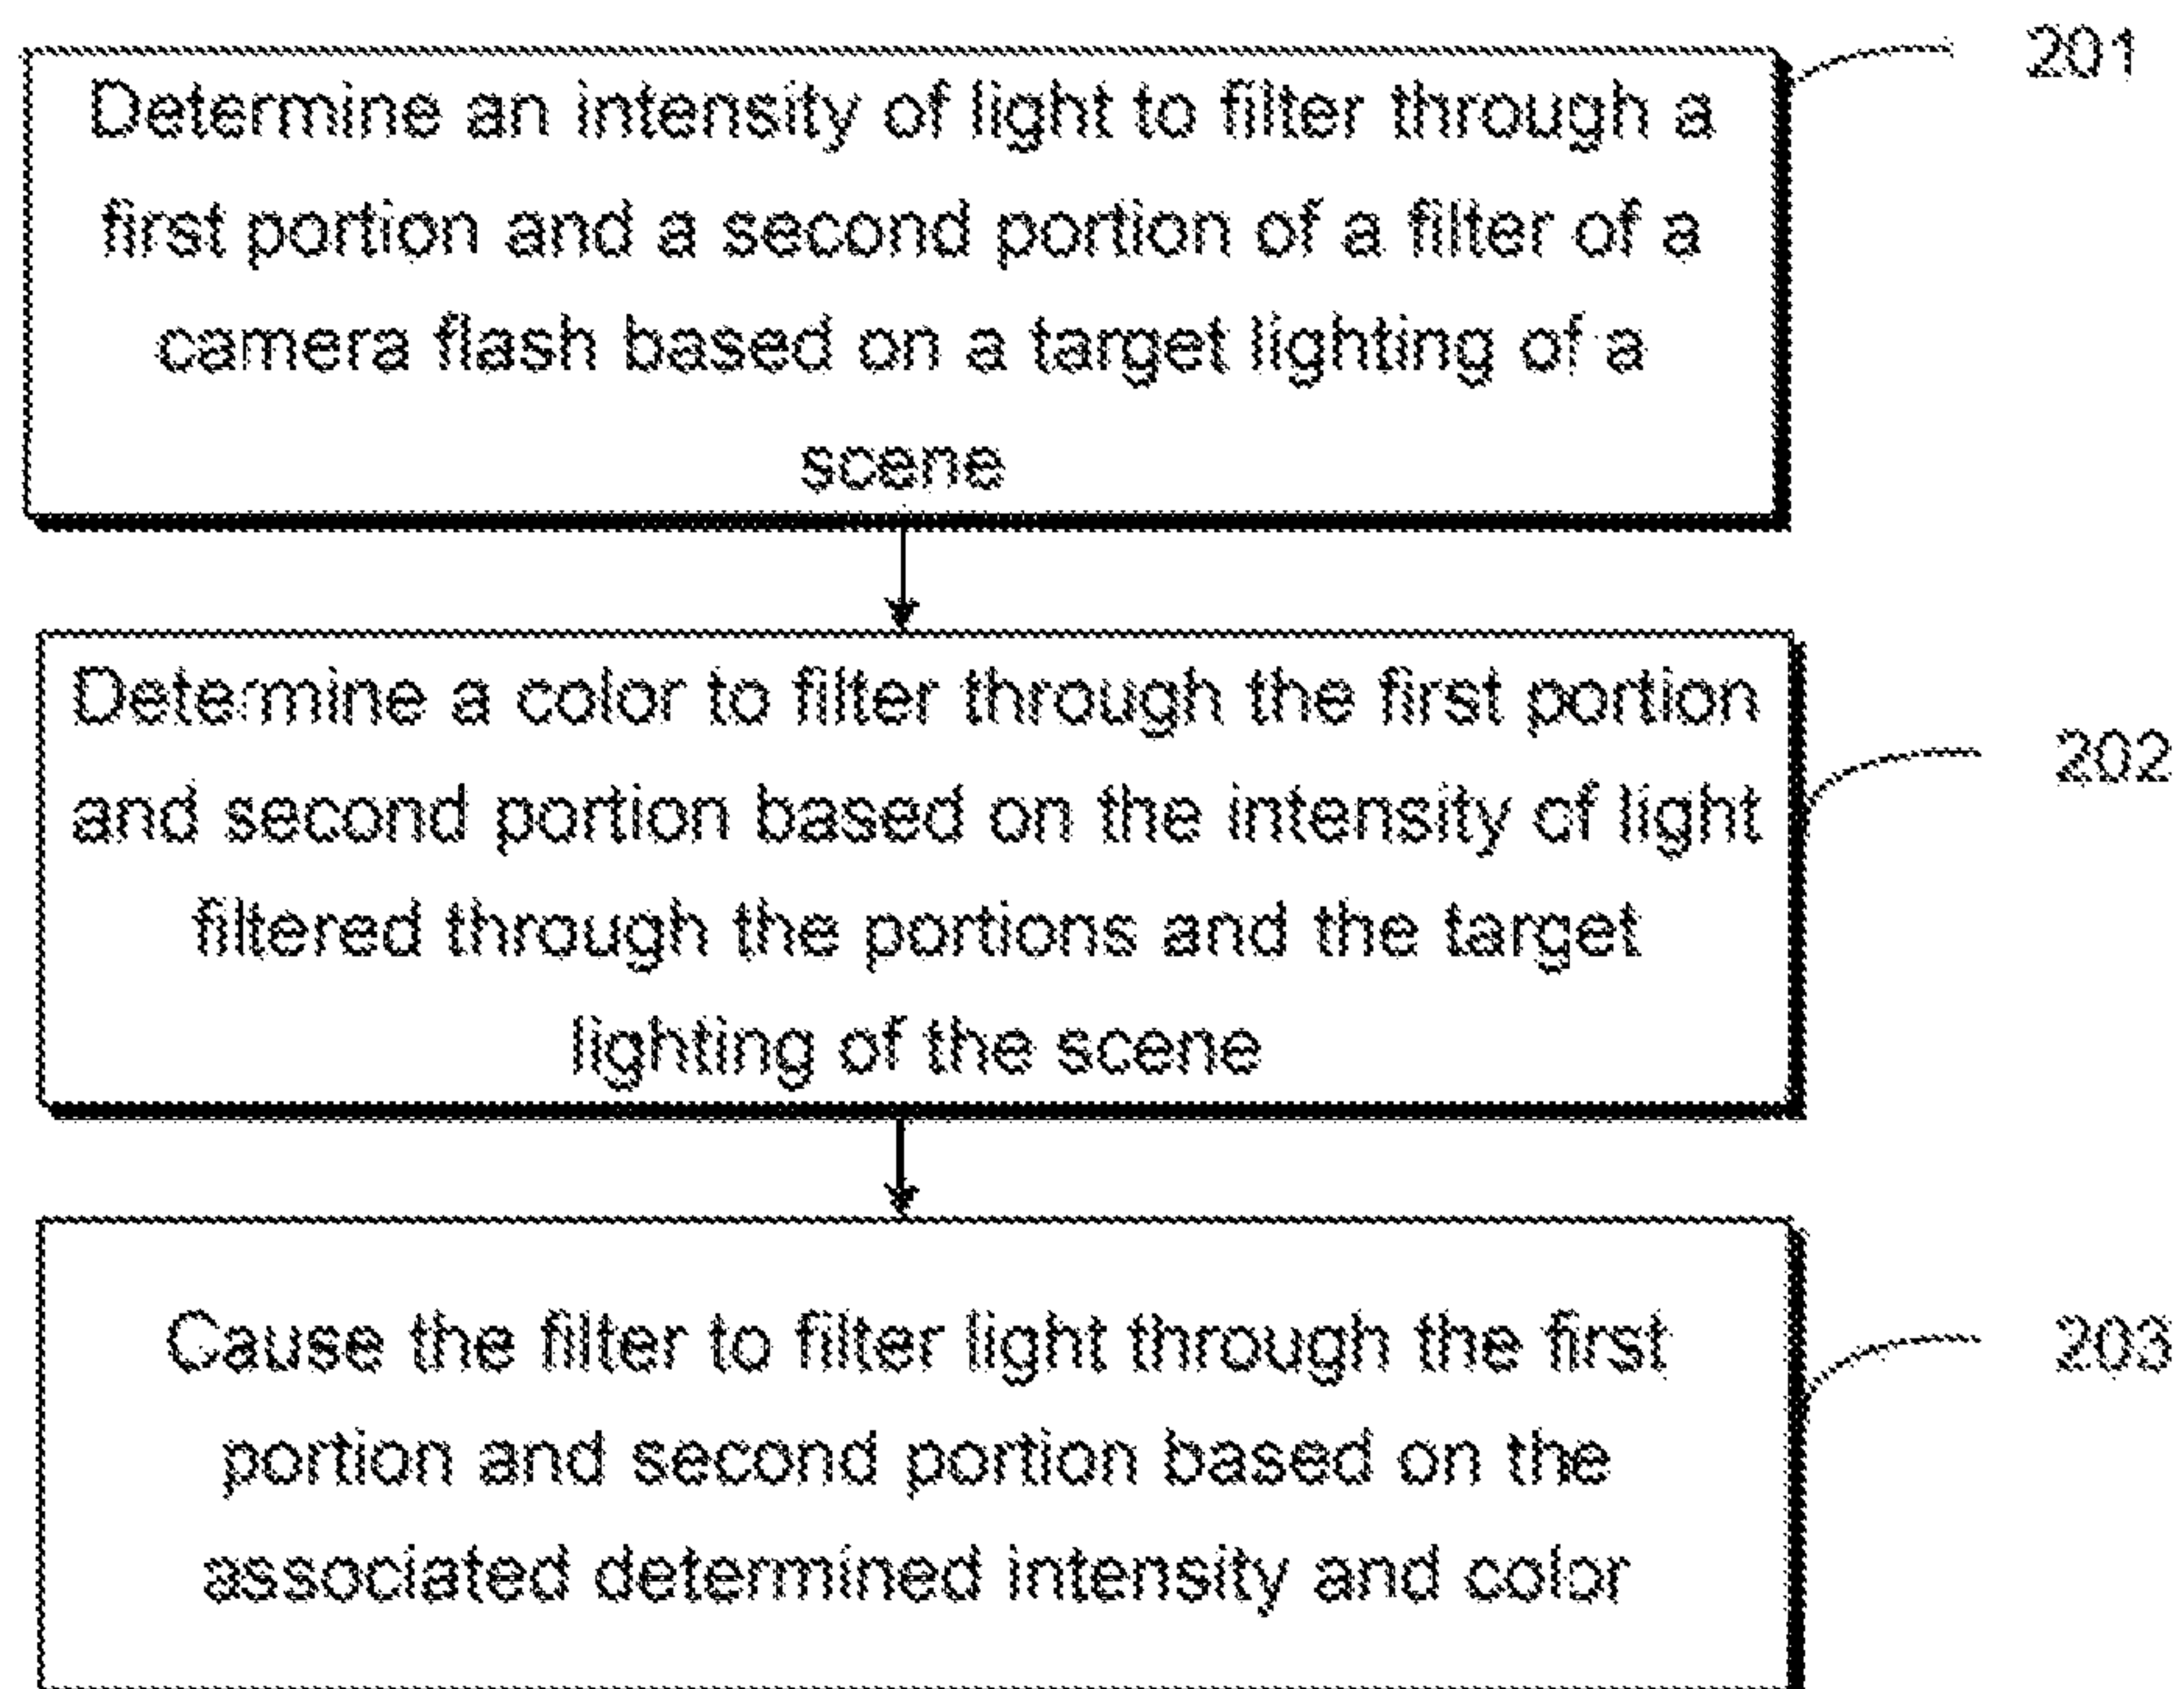 201
Determine an intensity of light to filter through a
first portion and a second portion of a filter of a
camera flash based on a target lighting of a
scene
Determine a color to filter through the first portion
and second portion based on the intensity of light
filtered through the portions and the target
lighting of the scene
202
Cause the filter to filter light through the first
portion and second portion based on the
associated determined intensity and color
203